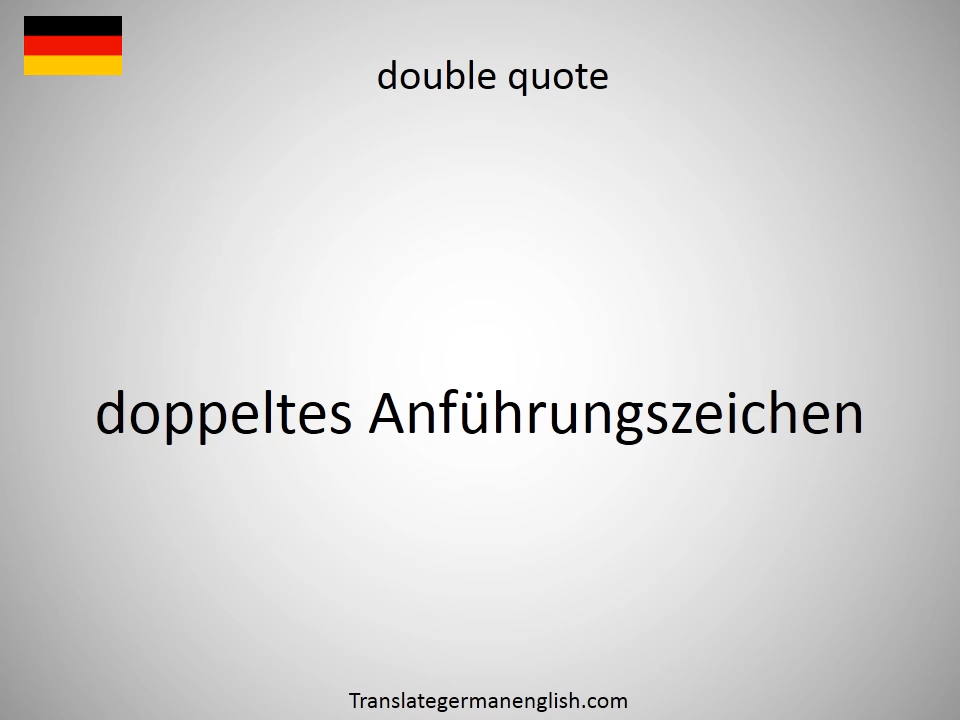 double quote
doppeltes Anführungszeichen
Translategermanenglish.com